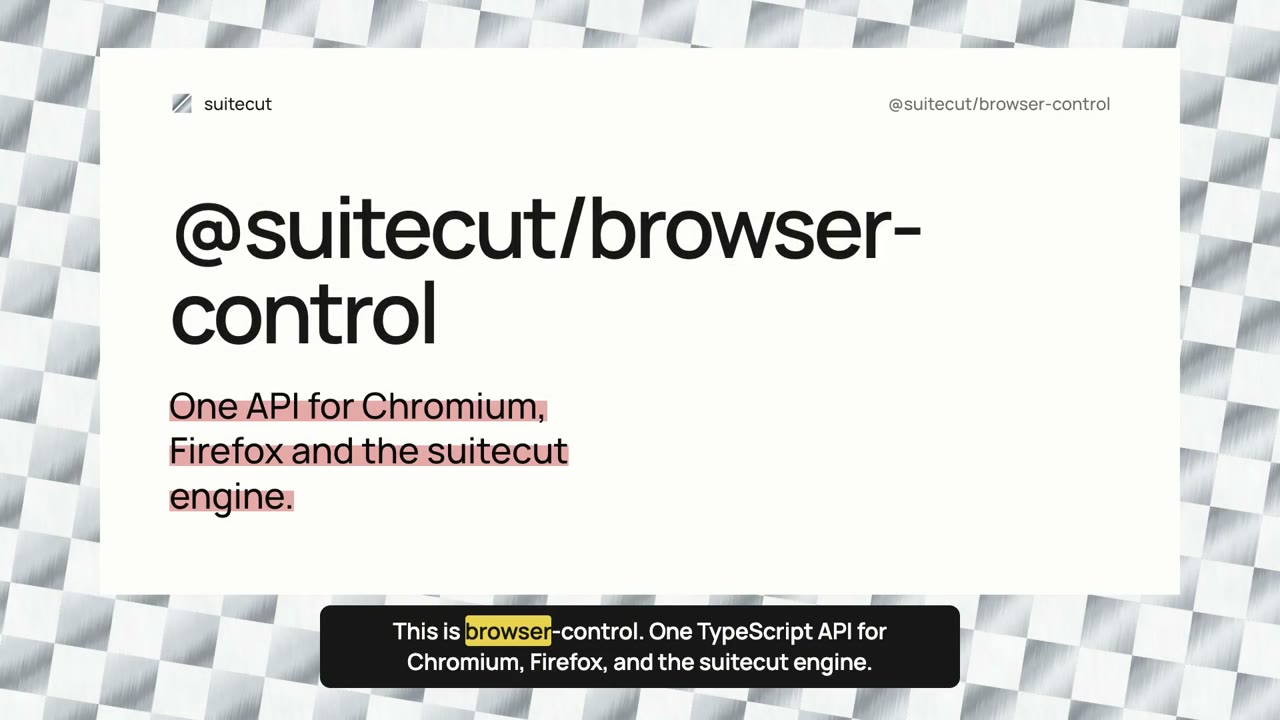 suitecut
@suitecut/browser-control
@suitecut/browser-
control
One API for Chromium,
Firefox and the suitecut
engine.
This is browser-control. One TypeScript API for
Chromium, Firefox, and the suitecut engine.